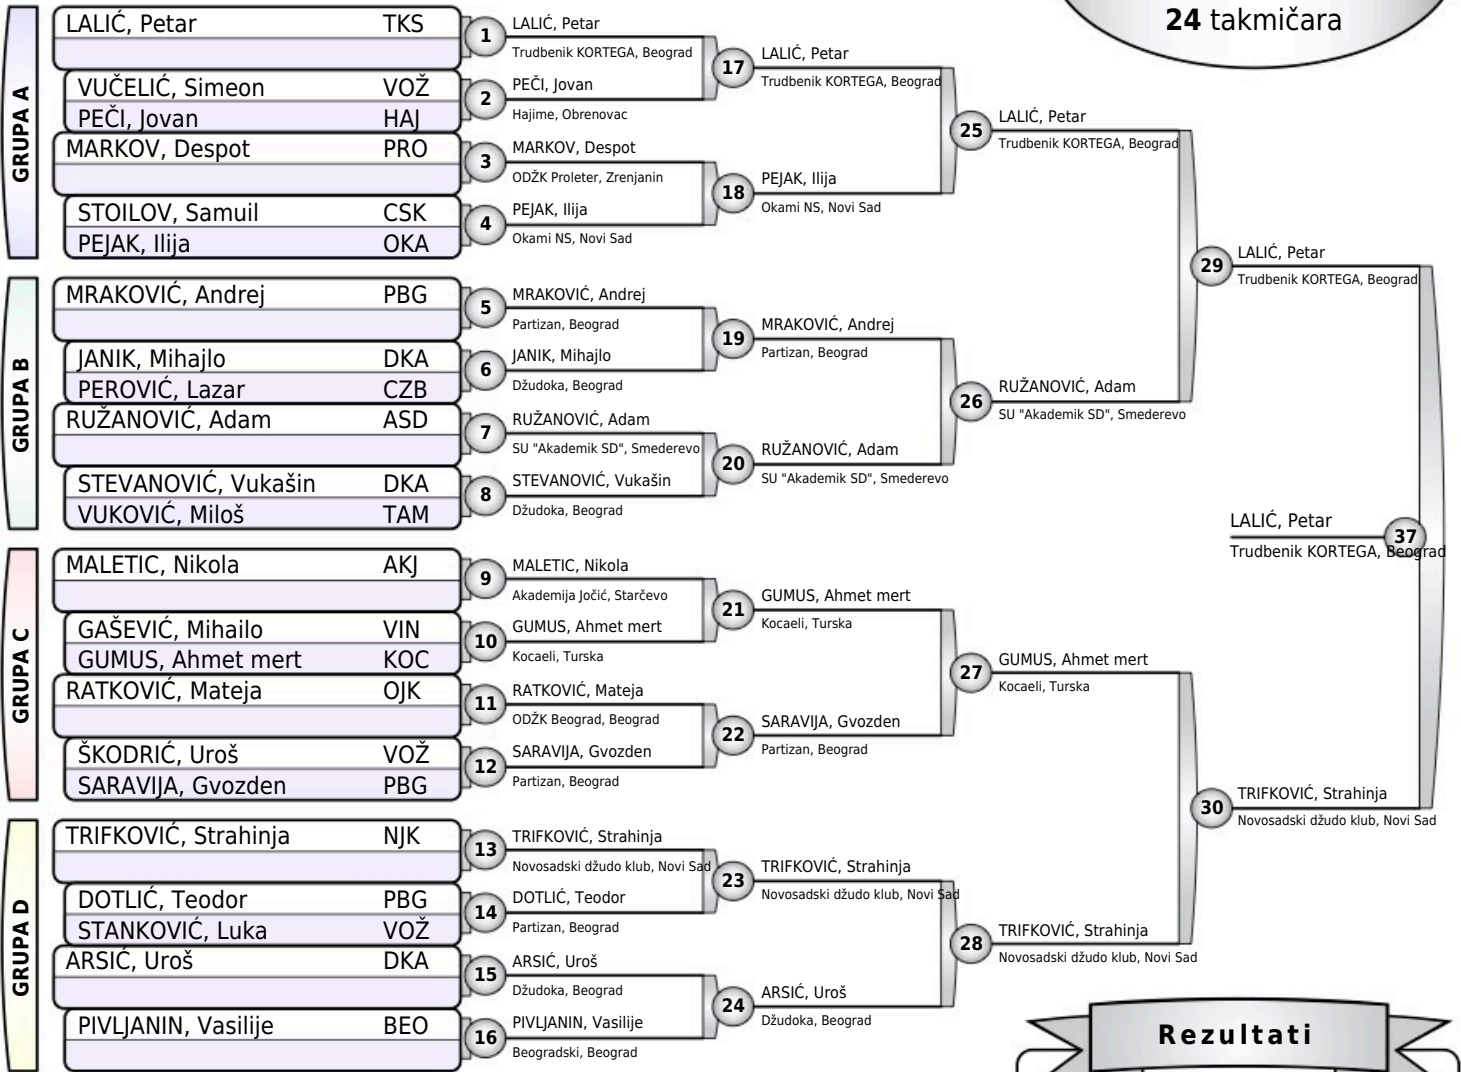 24 takmičara
GRUPA A
LALIĆ, Petar TKS
VUČELIĆ, Simeon VOŽ
PEČI, Jovan HAJ
MARKOV, Despot PRO
STOILOV, Samuil CSK
PEJAK, Ilija OKA
GRUPA B
MRAKOVIĆ, Andrej PBG
JANIK, Mihajlo DKA
PEROVIĆ, Lazar CZB
RUŽANOVIĆ, Adam ASD
STEVANOVIĆ, Vukašin DKA
VUKOVIĆ, Miloš TAM
GRUPA C
MALETIC, Nikola AKJ
GAŠEVIĆ, Mihailo VIN
GUMUS, Ahmet mert KOC
RATKOVIĆ, Mateja OJK
ŠKODRIĆ, Uroš VOŽ
SARAVIJA, Gvozden PBG
GRUPA D
TRIFKOVIĆ, Strahinja NJK
DOTLIĆ, Teodor PBG
STANKOVIĆ, Luka VOŽ
ARSIĆ, Uroš DKA
PIVLJANIN, Vasilije BEO
1
LALIĆ, Petar
Trudbenik KORTEGA, Beograd
2
PEČI, Jovan
Hajime, Obrenovac
3
MARKOV, Despot
ODŽK Proleter, Zrenjanin
4
PEJAK, Ilija
Okami NS, Novi Sad
5
MRAKOVIĆ, Andrej
Partizan, Beograd
6
JANIK, Mihajlo
Džudoka, Beograd
7
RUŽANOVIĆ, Adam
SU "Akademik SD", Smederevo
8
STEVANOVIĆ, Vukašin
Džudoka, Beograd
9
MALETIC, Nikola
Akademija Jočić, Starčevo
10
GUMUS, Ahmet mert
Kocaeli, Turska
11
RATKOVIĆ, Mateja
ODŽK Beograd, Beograd
12
SARAVIJA, Gvozden
Partizan, Beograd
13
TRIFKOVIĆ, Strahinja
Novosadski džudo klub, Novi Sad
14
DOTLIĆ, Teodor
Partizan, Beograd
15
ARSIĆ, Uroš
Džudoka, Beograd
16
PIVLJANIN, Vasilije
Beogradski, Beograd
17
LALIĆ, Petar
Trudbenik KORTEGA, Beograd
18
PEJAK, Ilija
Okami NS, Novi Sad
19
MRAKOVIĆ, Andrej
Partizan, Beograd
20
RUŽANOVIĆ, Adam
SU "Akademik SD", Smederevo
21
GUMUS, Ahmet mert
Kocaeli, Turska
22
SARAVIJA, Gvozden
Partizan, Beograd
23
TRIFKOVIĆ, Strahinja
Novosadski džudo klub, Novi Sad
24
ARSIĆ, Uroš
Džudoka, Beograd
25
LALIĆ, Petar
Trudbenik KORTEGA, Beograd
26
RUŽANOVIĆ, Adam
SU "Akademik SD", Smederevo
27
GUMUS, Ahmet mert
Kocaeli, Turska
28
TRIFKOVIĆ, Strahinja
Novosadski džudo klub, Novi Sad
29
LALIĆ, Petar
Trudbenik KORTEGA, Beograd
30
TRIFKOVIĆ, Strahinja
Novosadski džudo klub, Novi Sad
LALIĆ, Petar
37
Trudbenik KORTEGA, Beograd
Rezultati